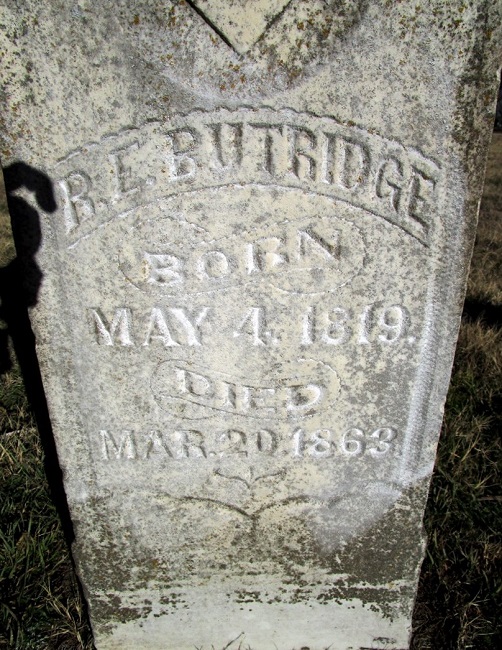 R. E. BUTRIDGE
BORN
MAY 4, 1819.
DIED
MAR. 20 1863.